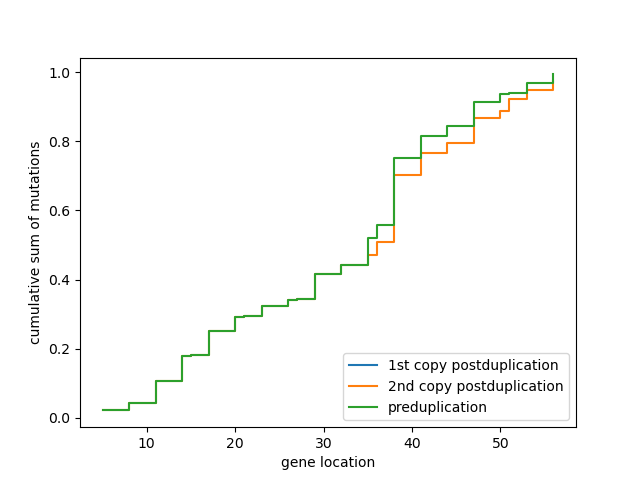 1.0
0.8
0.6
0.4
0.2
0.0
cumulative sum of mutations
10 20 30 40 50
gene location
1st copy postduplication
2nd copy postduplication
preduplication